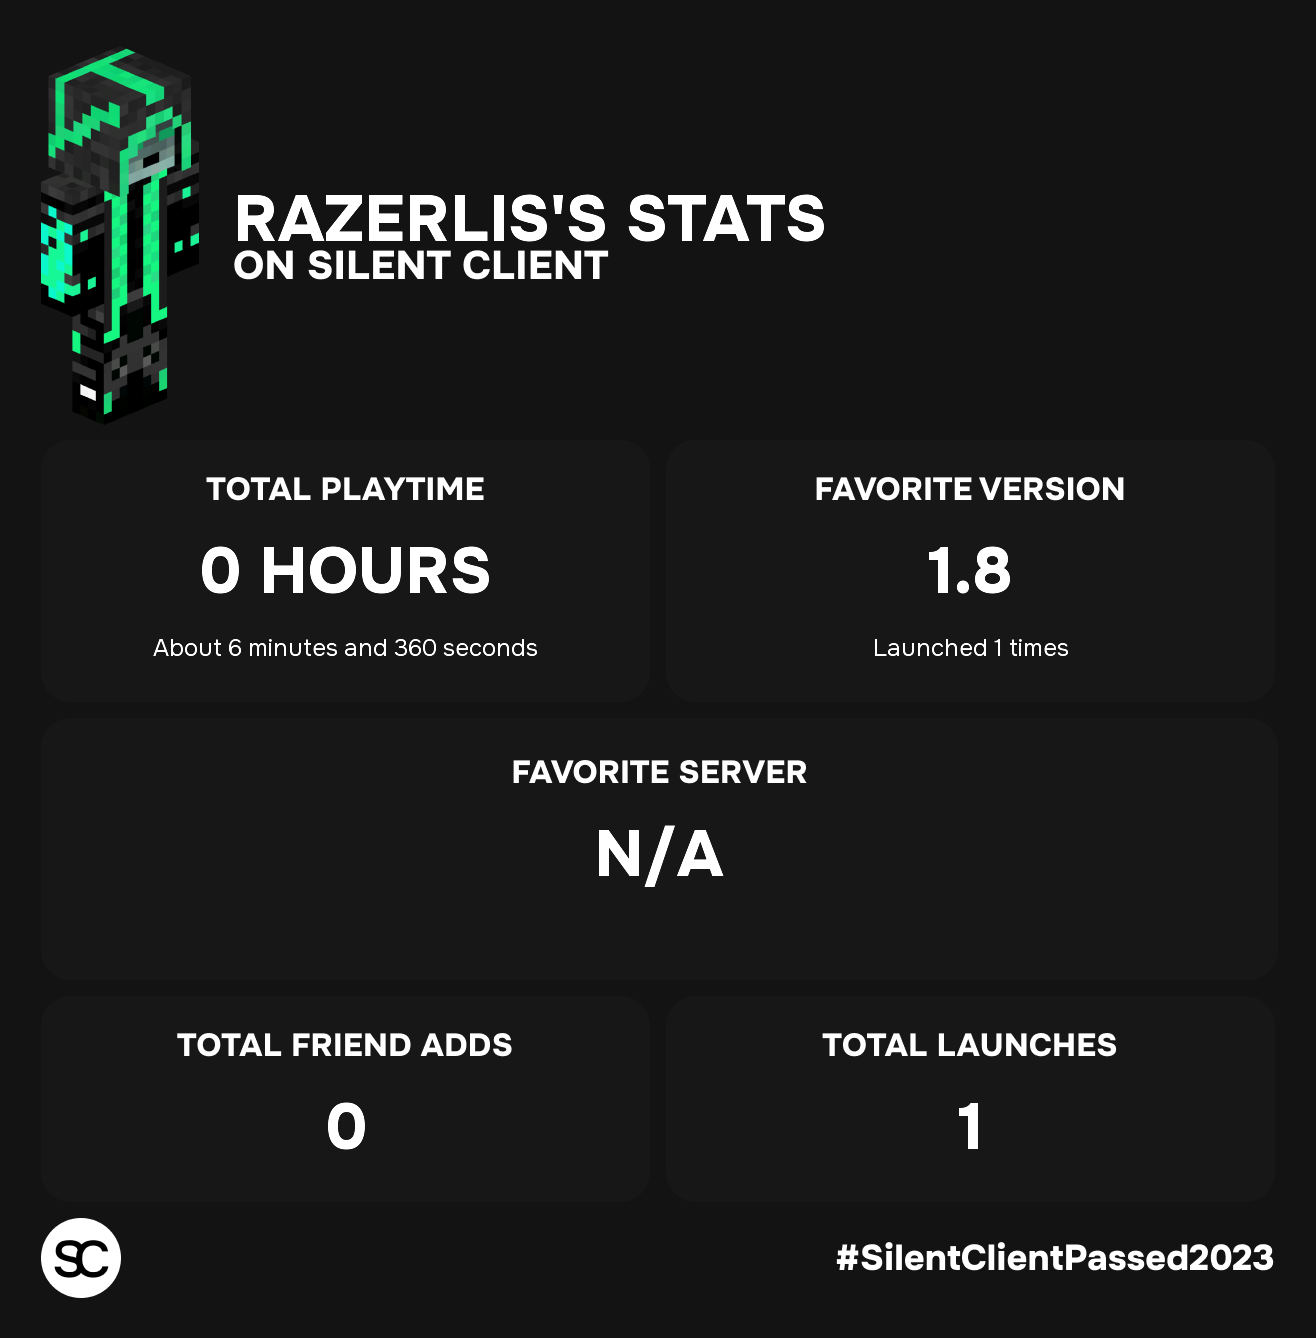 RAZERLIS'S STATS
ON SILENT CLIENT
TOTAL PLAYTIME
0 HOURS
About 6 minutes and 360 seconds
FAVORITE VERSION
1.8
Launched 1 times
FAVORITE SERVER
N/A
TOTAL FRIEND ADDS
0
TOTAL LAUNCHES
1
SC
#SilentClientPassed2023